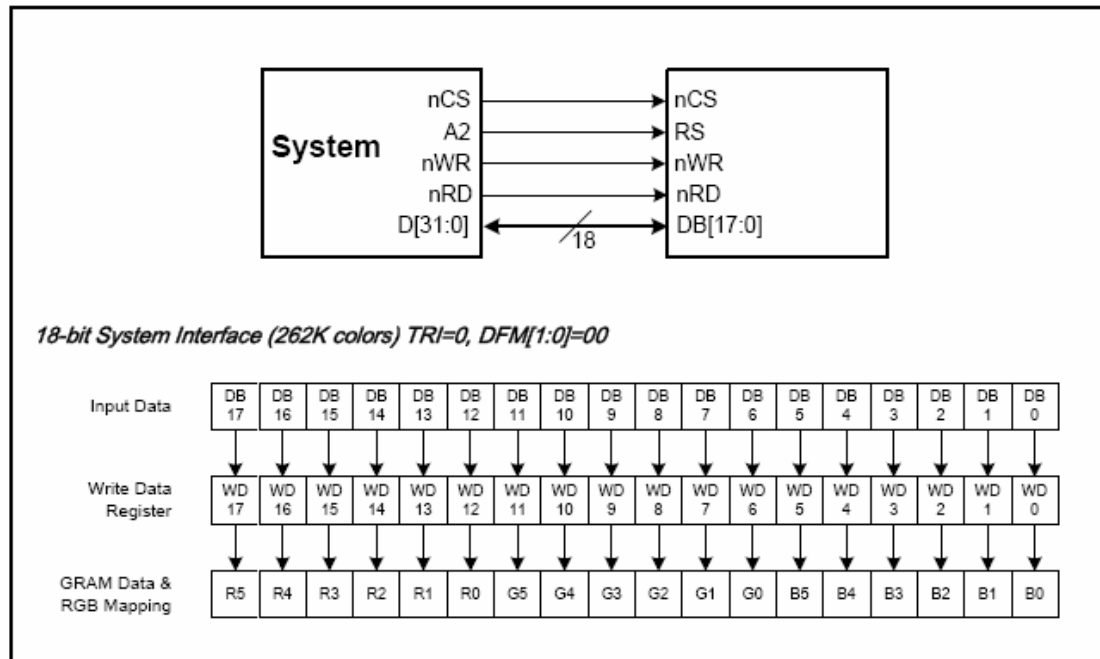 nCS nCS
System A2 RS
nWR nWR
nRD nRD
D[31:0] 18 DB[17:0]
18-bit System Interface (262K colors) TRI=0, DFM[1:0]=00
Input Data DB 17 DB 16 DB 15 DB 14 DB 13 DB 12 DB 11 DB 10 DB 9 DB 8 DB 7 DB 6 DB 5 DB 4 DB 3 DB 2 DB 1 DB 0
Write Data Register WD 17 WD 16 WD 15 WD 14 WD 13 WD 12 WD 11 WD 10 WD 9 WD 8 WD 7 WD 6 WD 5 WD 4 WD 3 WD 2 WD 1 WD 0
GRAM Data & RGB Mapping R5 R4 R3 R2 R1 R0 G5 G4 G3 G2 G1 G0 B5 B4 B3 B2 B1 B0